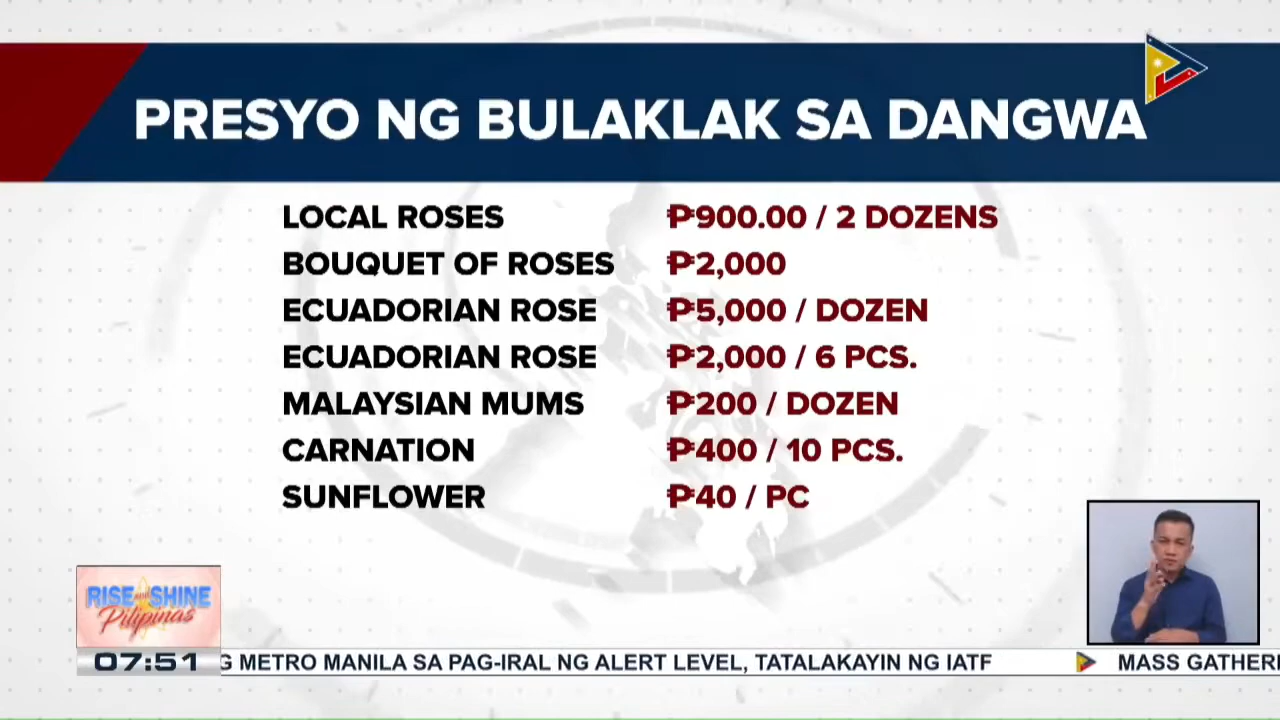 PRESYO NG BULAKLAK SA DANGWA
LOCAL ROSES ₱900.00 / 2 DOZENS
BOUQUET OF ROSES ₱2,000
ECUADORIAN ROSE ₱5,000 / DOZEN
ECUADORIAN ROSE ₱2,000 / 6 PCS.
MALAYSIAN MUMS ₱200 / DOZEN
CARNATION ₱400 / 10 PCS.
SUNFLOWER ₱40 / PC
RISE and SHINE
Pilipinas
07:51 G METRO MANILA SA PAG-IRAL NG ALERT LEVEL, TATALAKAYIN NG IATF MASS